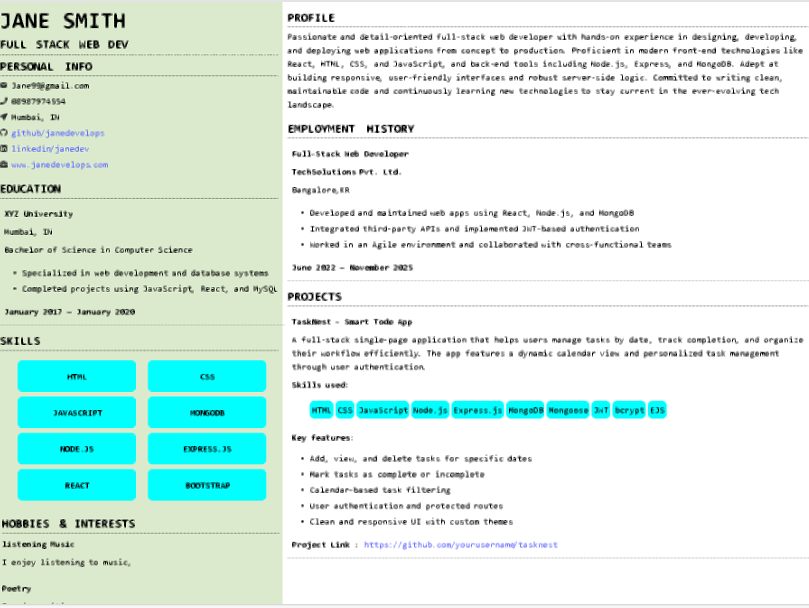 JANE SMITH
FULL STACK WEB DEV
PERSONAL INFO
Jane99@gmail.com
08987974554
Mumbai, IN
github/janedevelops
linkedin/janedev
www.janedevelops.com
EDUCATION
XYZ University
Mumbai, IN
Bachelor of Science in Computer Science
• Specialized in web development and database systems
• Completed projects using JavaScript, React, and MySQL
January 2017 – January 2020
SKILLS
HTML
CSS
JAVASCRIPT
MONGODB
NODE.JS
EXPRESS.JS
REACT
BOOTSTRAP
HOBBIES & INTERESTS
listening Music
I enjoy listening to music,
Poetry
PROFILE
Passionate and detail-oriented full-stack web developer with hands-on experience in designing, developing,
and deploying web applications from concept to production. Proficient in modern front-end technologies like
React, HTML, CSS, and JavaScript, and back-end tools including Node.js, Express, and MongoDB. Adept at
building responsive, user-friendly interfaces and robust server-side logic. Committed to writing clean,
maintainable code and continuously learning new technologies to stay current in the ever-evolving tech
landscape.
EMPLOYMENT HISTORY
Full-Stack Web Developer
TechSolutions Pvt. Ltd.
Bangalore,KR
• Developed and maintained web apps using React, Node.js, and MongoDB
• Integrated third-party APIs and implemented JWT-based authentication
• Worked in an Agile environment and collaborated with cross-functional teams
June 2022 – November 2025
PROJECTS
TaskNest – Smart Todo App
A full-stack single-page application that helps users manage tasks by date, track completion, and organize
their workflow efficiently. The app features a dynamic calendar view and personalized task management
through user authentication.
Skills used:
HTML CSS JavaScript Node.js Express.js MongoDB Mongoose JWT bcrypt EJS
Key features:
• Add, view, and delete tasks for specific dates
• Mark tasks as complete or incomplete
• Calendar-based task filtering
• User authentication and protected routes
• Clean and responsive UI with custom themes
Project Link : https://github.com/yourusername/tasknest